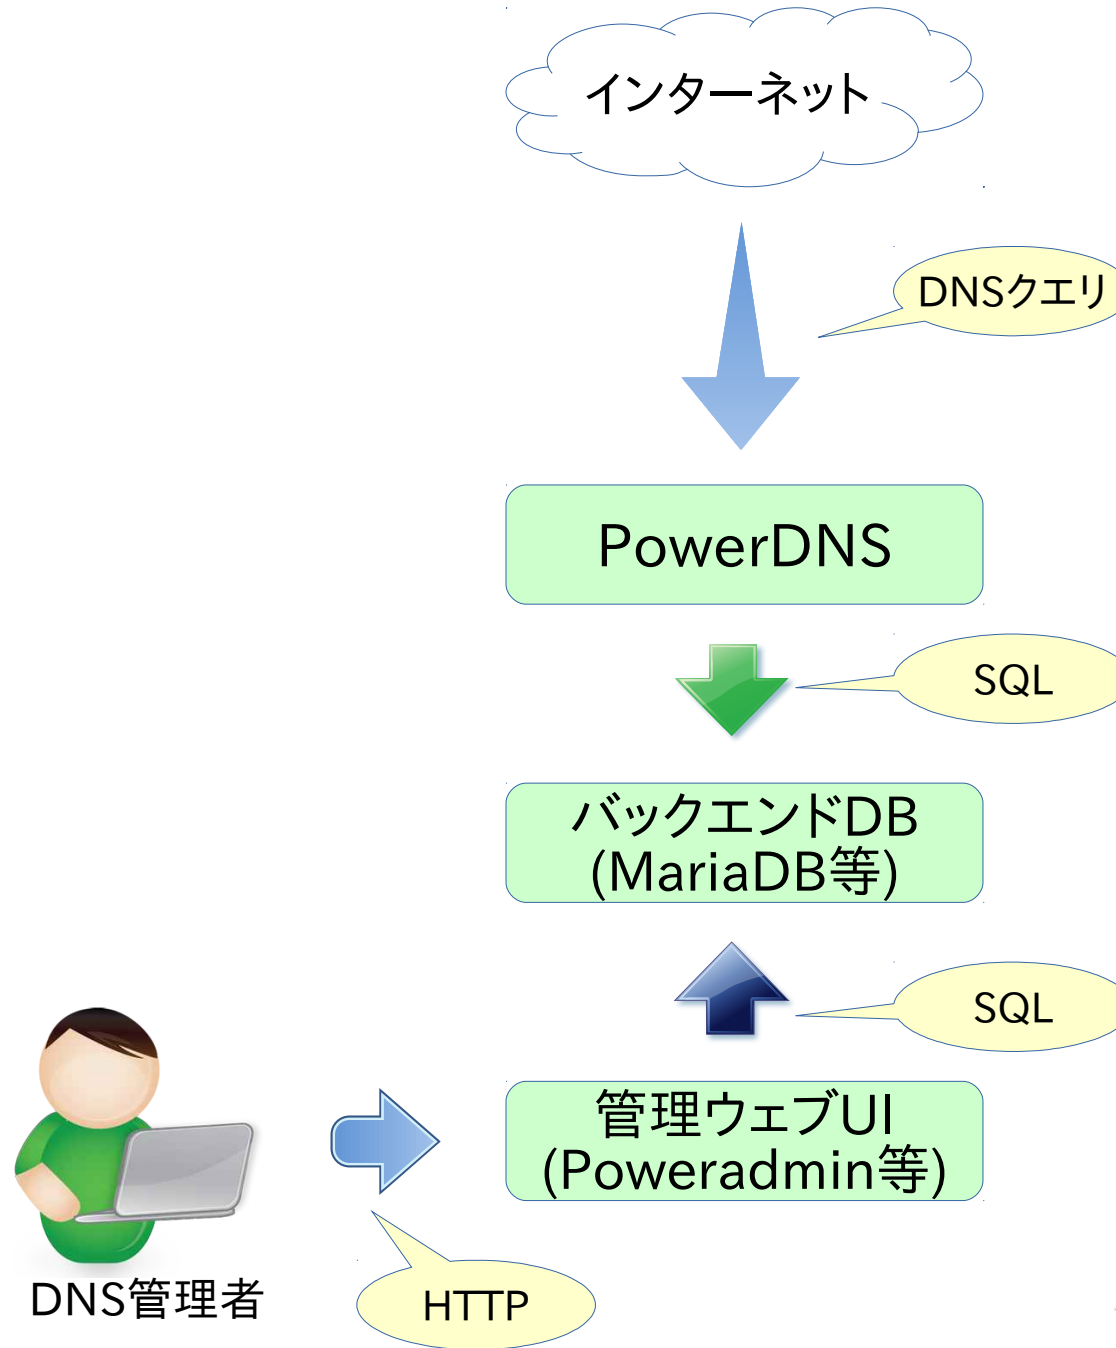 インターネット
DNSクエリ
PowerDNS
SQL
バックエンドDB
(MariaDB等)
SQL
管理ウェブUI
(Poweradmin等)
DNS管理者
HTTP